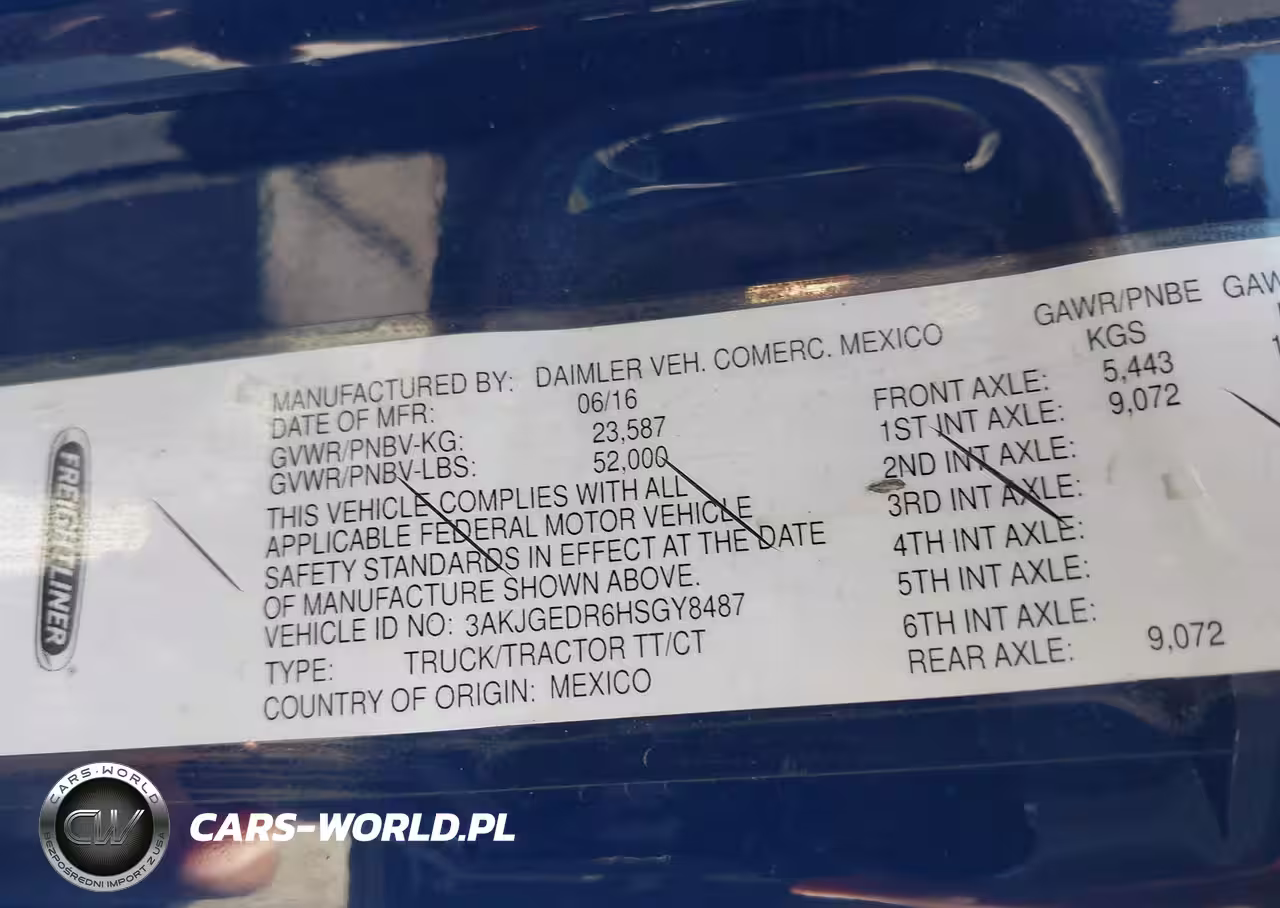 FREIGHTLINER
MANUFACTURED BY: DAIMLER VEH. COMERC. MEXICO
DATE OF MFR: 06/16
GVWR/PNBV-KG: 23,587
GVWR/PNBV-LBS: 52,000
THIS VEHICLE COMPLIES WITH ALL
APPLICABLE FEDERAL MOTOR VEHICLE
SAFETY STANDARDS IN EFFECT AT THE DATE
OF MANUFACTURE SHOWN ABOVE.
VEHICLE ID NO: 3AKJGEDR6HSGY8487
TYPE: TRUCK/TRACTOR TT/CT
COUNTRY OF ORIGIN: MEXICO
GAWR/PNBE
KGS
FRONT AXLE: 5,443
1ST INT AXLE: 9,072
2ND INT AXLE:
3RD INT AXLE:
4TH INT AXLE:
5TH INT AXLE:
6TH INT AXLE:
REAR AXLE: 9,072
CARS-WORLD
CW
BEZPOŚREDNI IMPORT Z USA
CARS-WORLD.PL